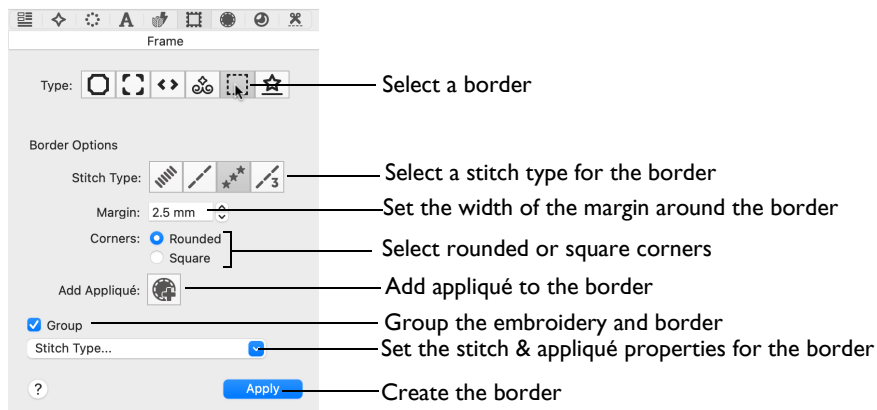 A
Frame
Type: Select a border
Border Options
Stitch Type: 3 Select a stitch type for the border
Margin: 2.5 mm Set the width of the margin around the border
Corners: Rounded
Square
Select rounded or square corners
Add Appliqué: Add appliqué to the border
Group Group the embroidery and border
Stitch Type... Set the stitch & appliqué properties for the border
? Apply Create the border